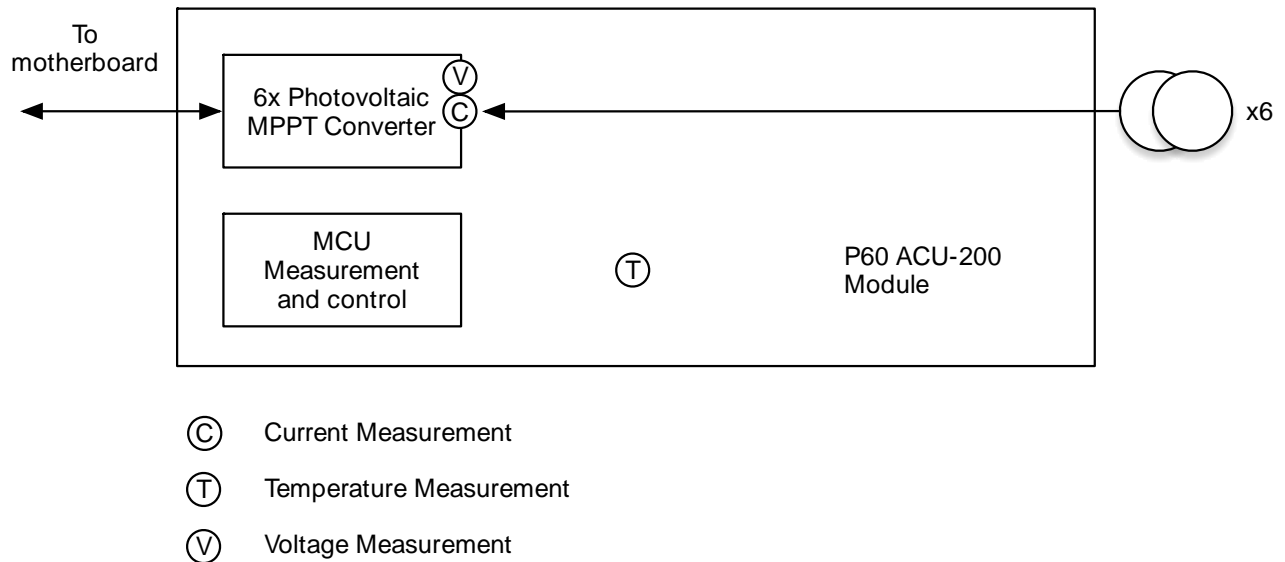 To
motherboard
6x Photovoltaic
MPPT Converter
V
C
x6
MCU
Measurement
and control
T
P60 ACU-200
Module
C Current Measurement
T Temperature Measurement
V Voltage Measurement